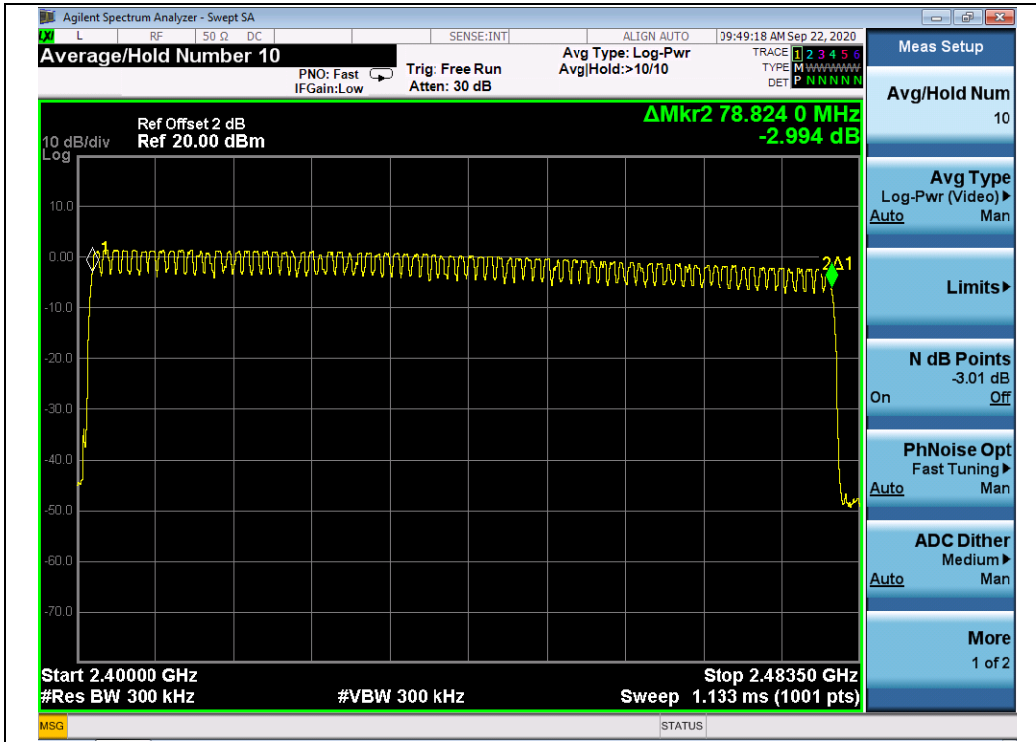 Agilent Spectrum Analyzer - Swept SA
LXI L RF 50 Ω DC SENSE:INT ALIGN AUTO 09:49:18 AM Sep 22, 2020
Average/Hold Number 10
PNO: Fast
IFGain:Low
Trig: Free Run
Atten: 30 dB
Avg Type: Log-Pwr
Avg|Hold:>10/10
TRACE 1 2 3 4 5 6
TYPE M W W W W W
DET P N N N N N
ΔMkr2 78.824 0 MHz
-2.994 dB
Ref Offset 2 dB
10 dB/div Ref 20.00 dBm
Log
10.0
0.00
-10.0
-20.0
-30.0
-40.0
-50.0
-60.0
-70.0
1
2Δ1
Start 2.40000 GHz Stop 2.48350 GHz
#Res BW 300 kHz #VBW 300 kHz Sweep 1.133 ms (1001 pts)
MSG STATUS
Meas Setup
Avg/Hold Num
10
Avg Type
Log-Pwr (Video)
Auto Man
Limits
N dB Points
-3.01 dB
On Off
PhNoise Opt
Fast Tuning
Auto Man
ADC Dither
Medium
Auto Man
More
1 of 2